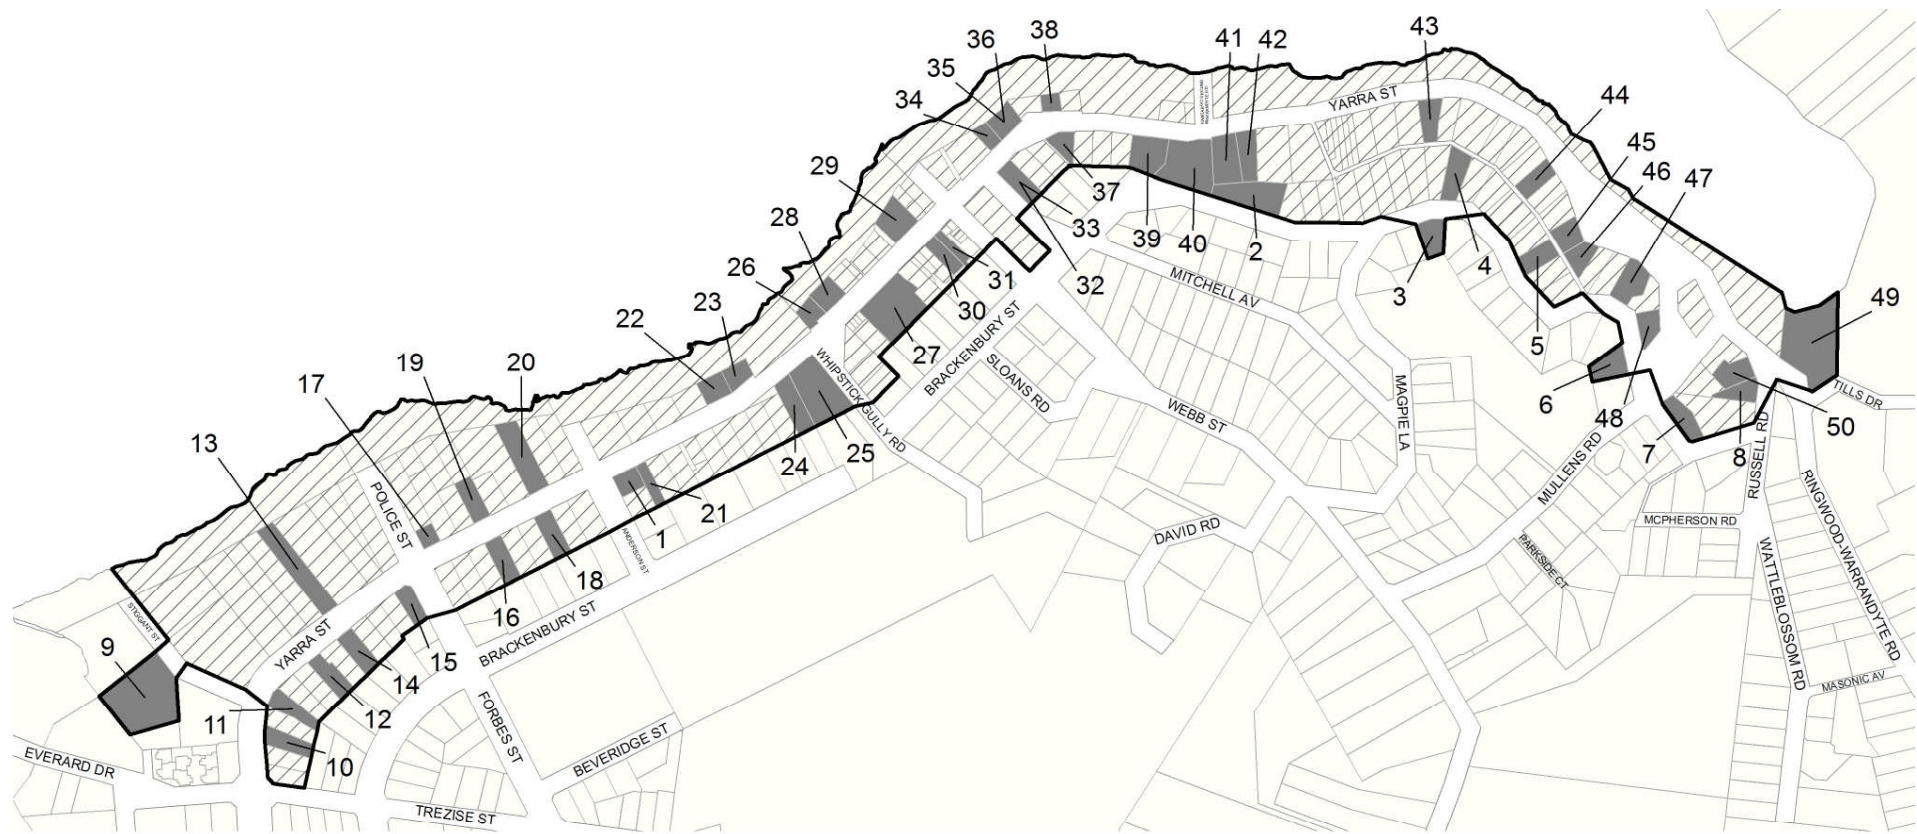 43
38
36
41
42
35
YARRA ST
34
44
45
29
46
47
37
33
28
39
40
2
4
31
3
26
30
32
MITCHELL AV
49
23
22
5
27
BRACKENBURY ST
WHIPSTICK GULLY RD
SLOANS RD
20
19
MAGPIE LA
TILLS DR
17
6
48
WEBB ST
50
13
24
25
7
8
RUSSELL RD
MULLENS RD
POLICE ST
21
1
RINGWOOD-WARRANDYTE RD
MCPHERSON RD
DAVID RD
ANDERSON ST
PARKSIDE CT
18
16
WATTLEBLOSSOM RD
STIGGANT ST
BRACKENBURY ST
YARRA ST
15
9
14
MASONIC AV
12
11
FORBES ST
BEVERIDGE ST
10
EVERARD DR
TREZISE ST